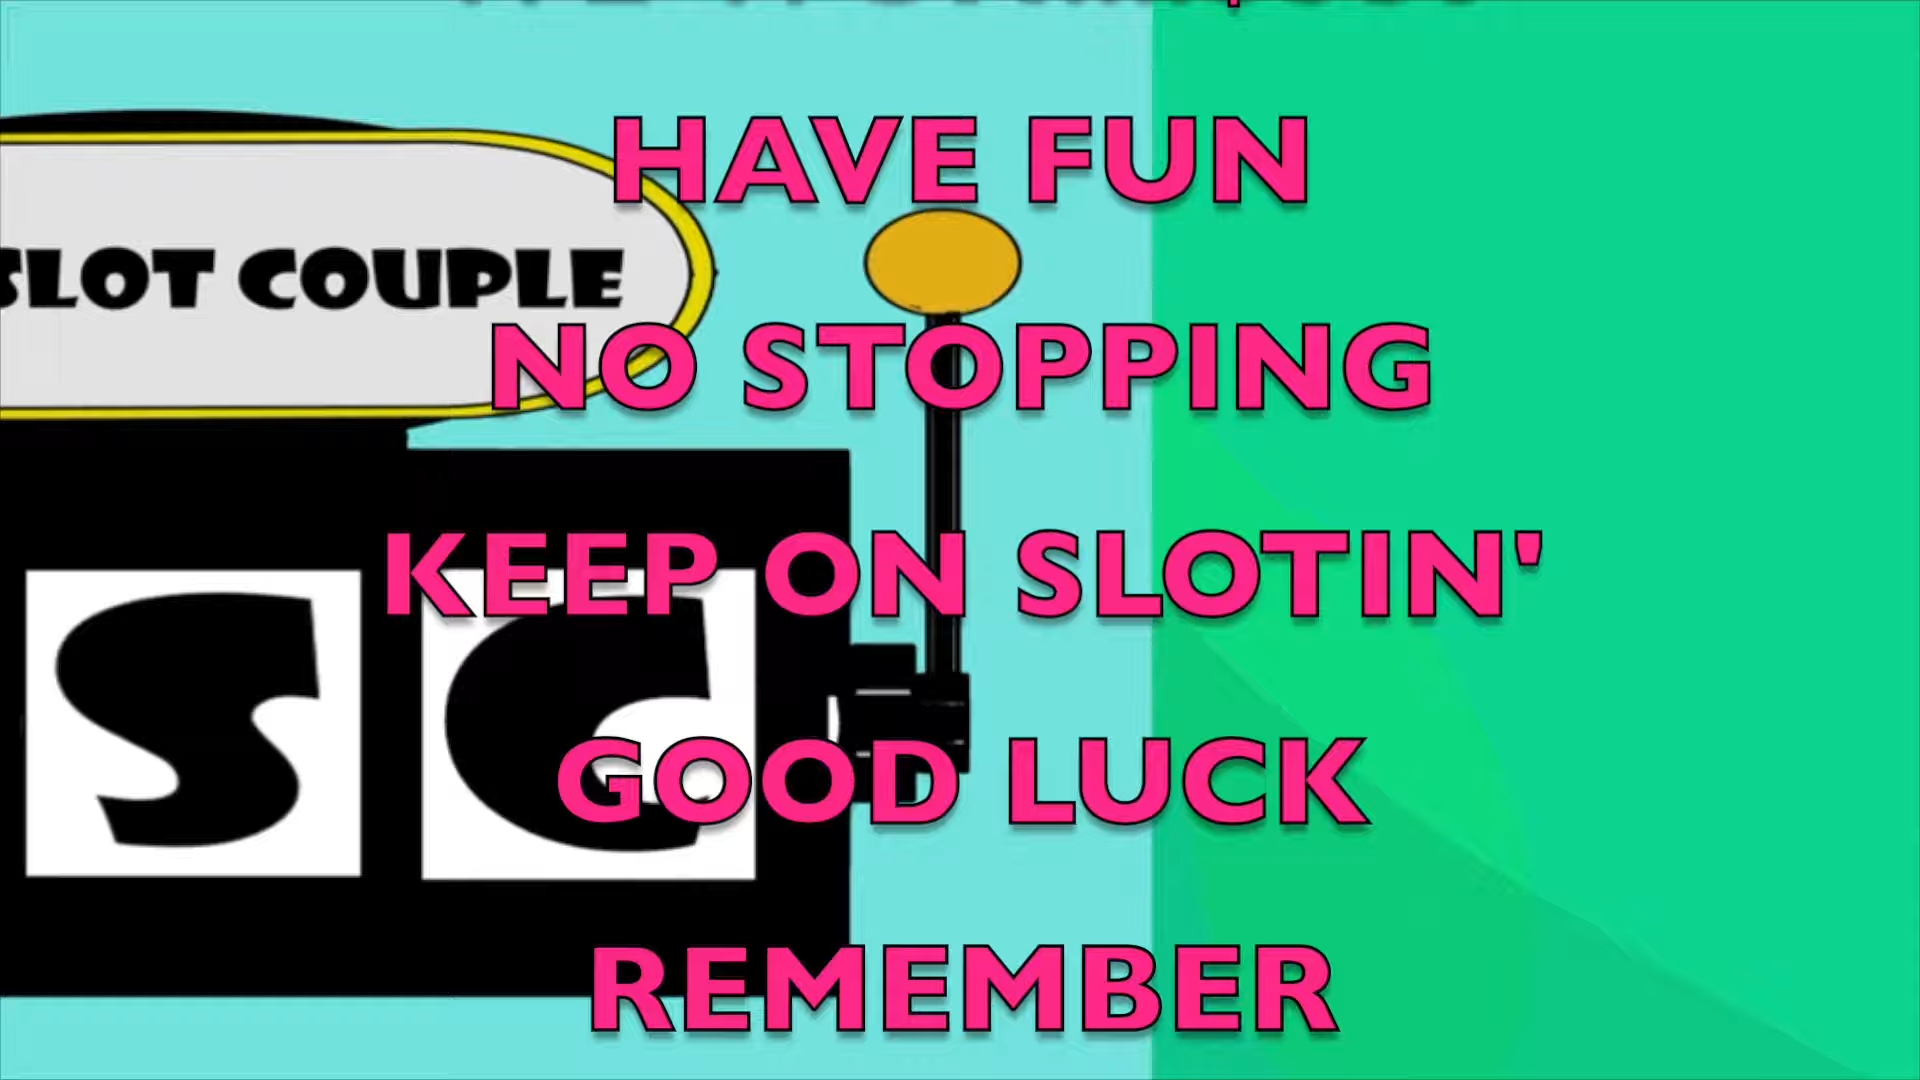 HAVE FUN
SLOT COUPLE
NO STOPPING
KEEP ON SLOTIN'
S C
GOOD LUCK
REMEMBER